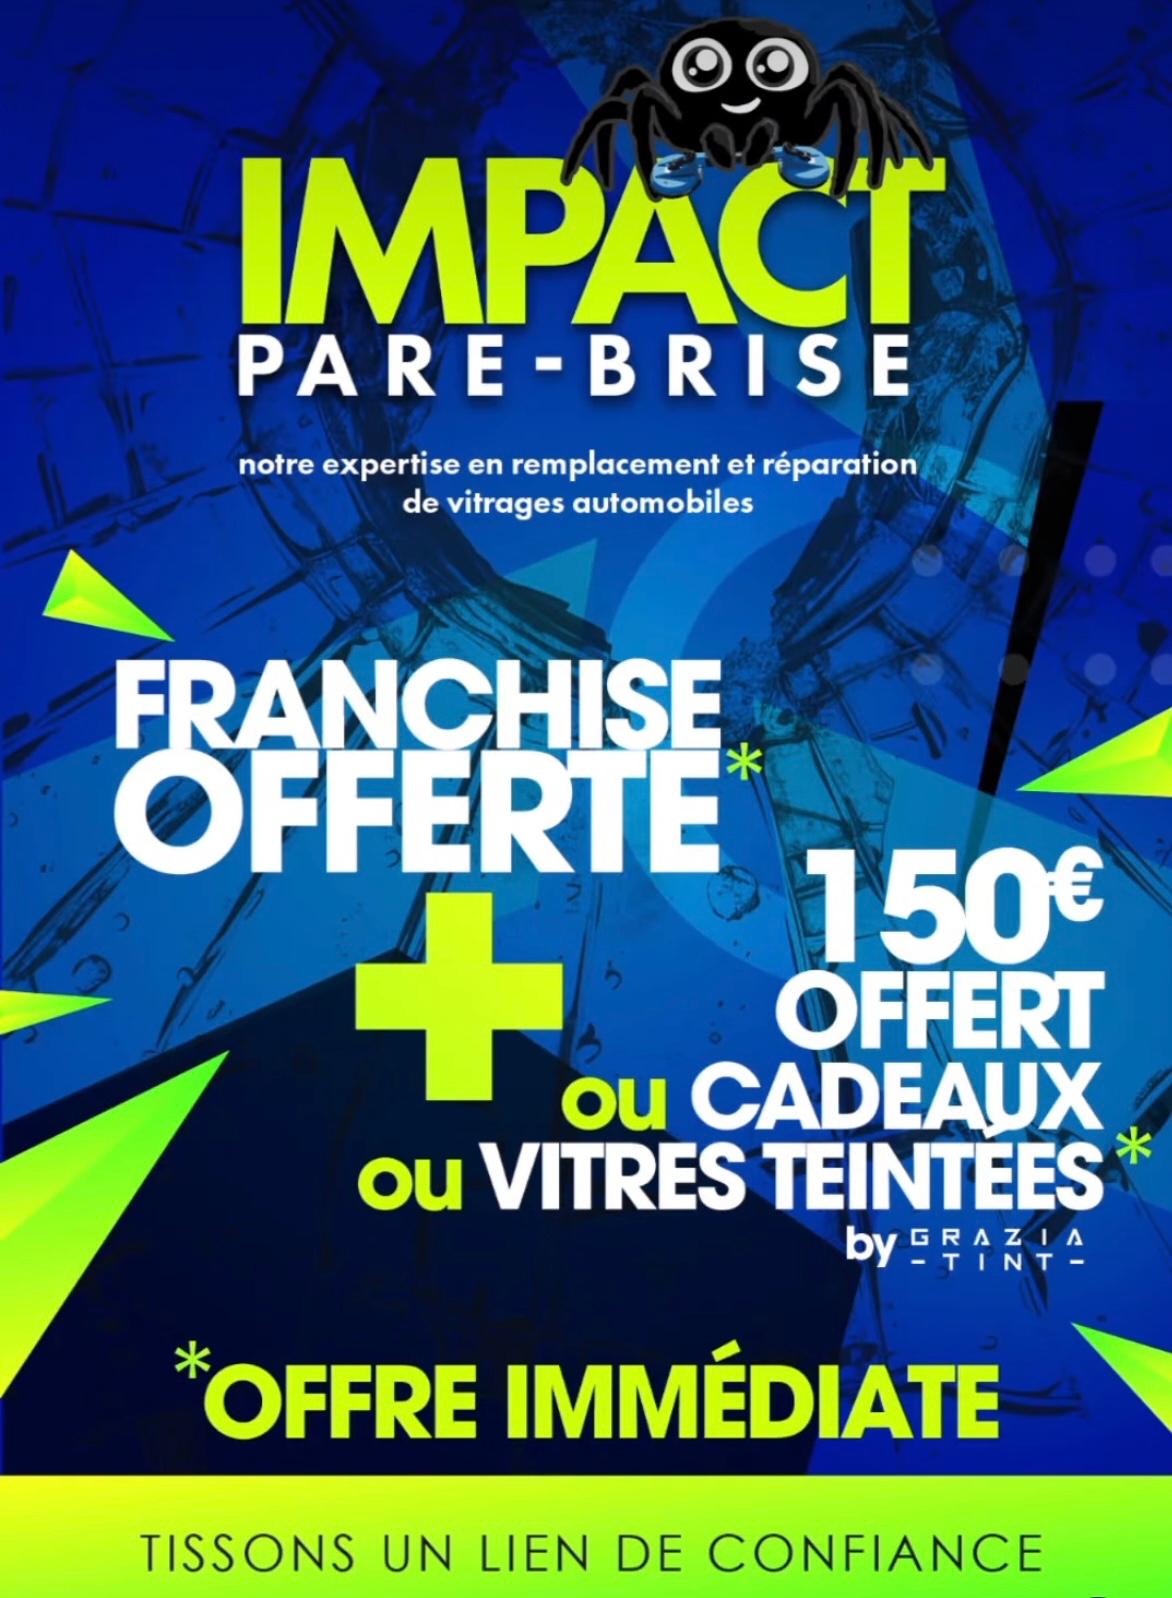 IMPACT
PARE-BRISE
notre expertise en remplacement et réparation
de vitrages automobiles
FRANCHISE
OFFERTE*
+
150€
OFFERT
ou CADEAUX
ou VITRES TEINTÉES*
by GRAZIA
-TINT-
*OFFRE IMMÉDIATE
TISSONS UN LIEN DE CONFIANCE